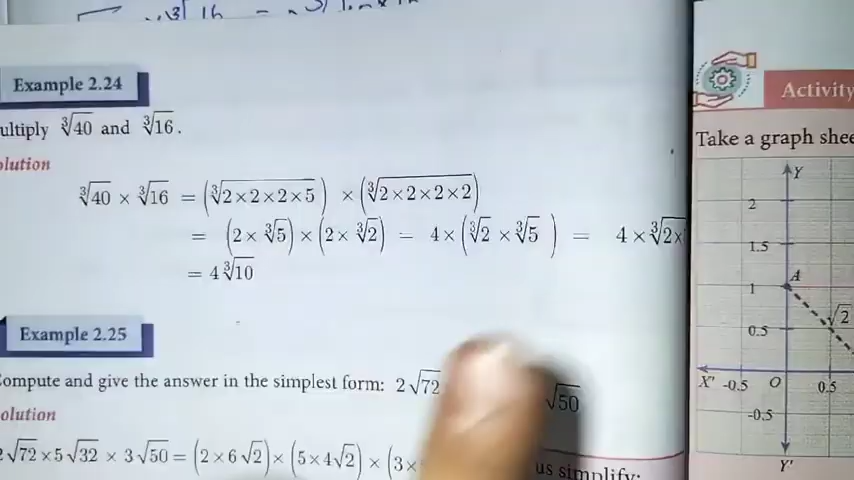 Example 2.24
ultiply ∛40 and ∛16.
olution
∛40 × ∛16 = (∛2×2×2×5) × (∛2×2×2×2)
= (2× ∛5) × (2× ∛2) = 4× (∛2 × ∛5) = 4× ∛2×
= 4∛10
Example 2.25
Compute and give the answer in the simplest form: 2√72 √50
olution
2√72 ×5√32 × 3√50 = (2×6√2)× (5×4√2) × (3×
us simplify:
Activity
Take a graph shee
Y
2
1.5
A
1
√2
0.5
X' -0.5 O 0.5
-0.5
Y'